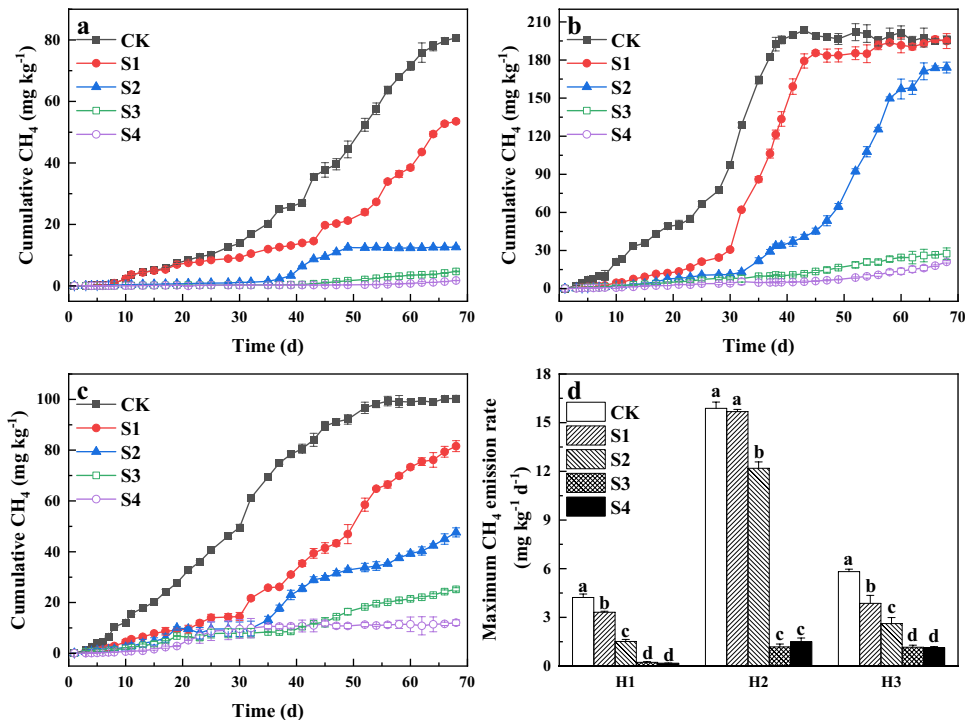 a
CK
S1
S2
S3
S4
Cumulative CH₄ (mg kg⁻¹)
80
60
40
20
0
0 10 20 30 40 50 60 70
Time (d)
b
CK
S1
S2
S3
S4
Cumulative CH₄ (mg kg⁻¹)
210
180
150
120
90
60
30
0
0 10 20 30 40 50 60 70
Time (d)
c
CK
S1
S2
S3
S4
Cumulative CH₄ (mg kg⁻¹)
100
80
60
40
20
0
0 10 20 30 40 50 60 70
Time (d)
d
CK
S1
S2
S3
S4
Maximum CH₄ emission rate
(mg kg⁻¹ d⁻¹)
18
15
12
9
6
3
0
a b c d d
a a b c c
a b c d d
H1 H2 H3